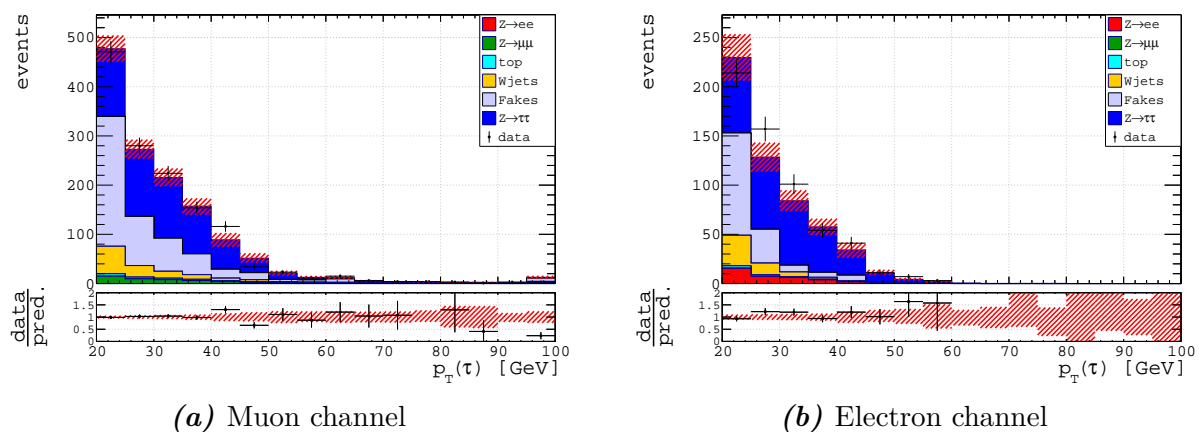 events
500
400
300
200
100
0
Z→ee
Z→μμ
top
Wjets
Fakes
Z→ττ
data
data
pred.
2
1.5
1
0.5
0
20 30 40 50 60 70 80 90 100
p_T(τ) [GeV]
(a) Muon channel
events
250
200
150
100
50
0
Z→ee
Z→μμ
top
Wjets
Fakes
Z→ττ
data
data
pred.
2
1.5
1
0.5
0
20 30 40 50 60 70 80 90 100
p_T(τ) [GeV]
(b) Electron channel